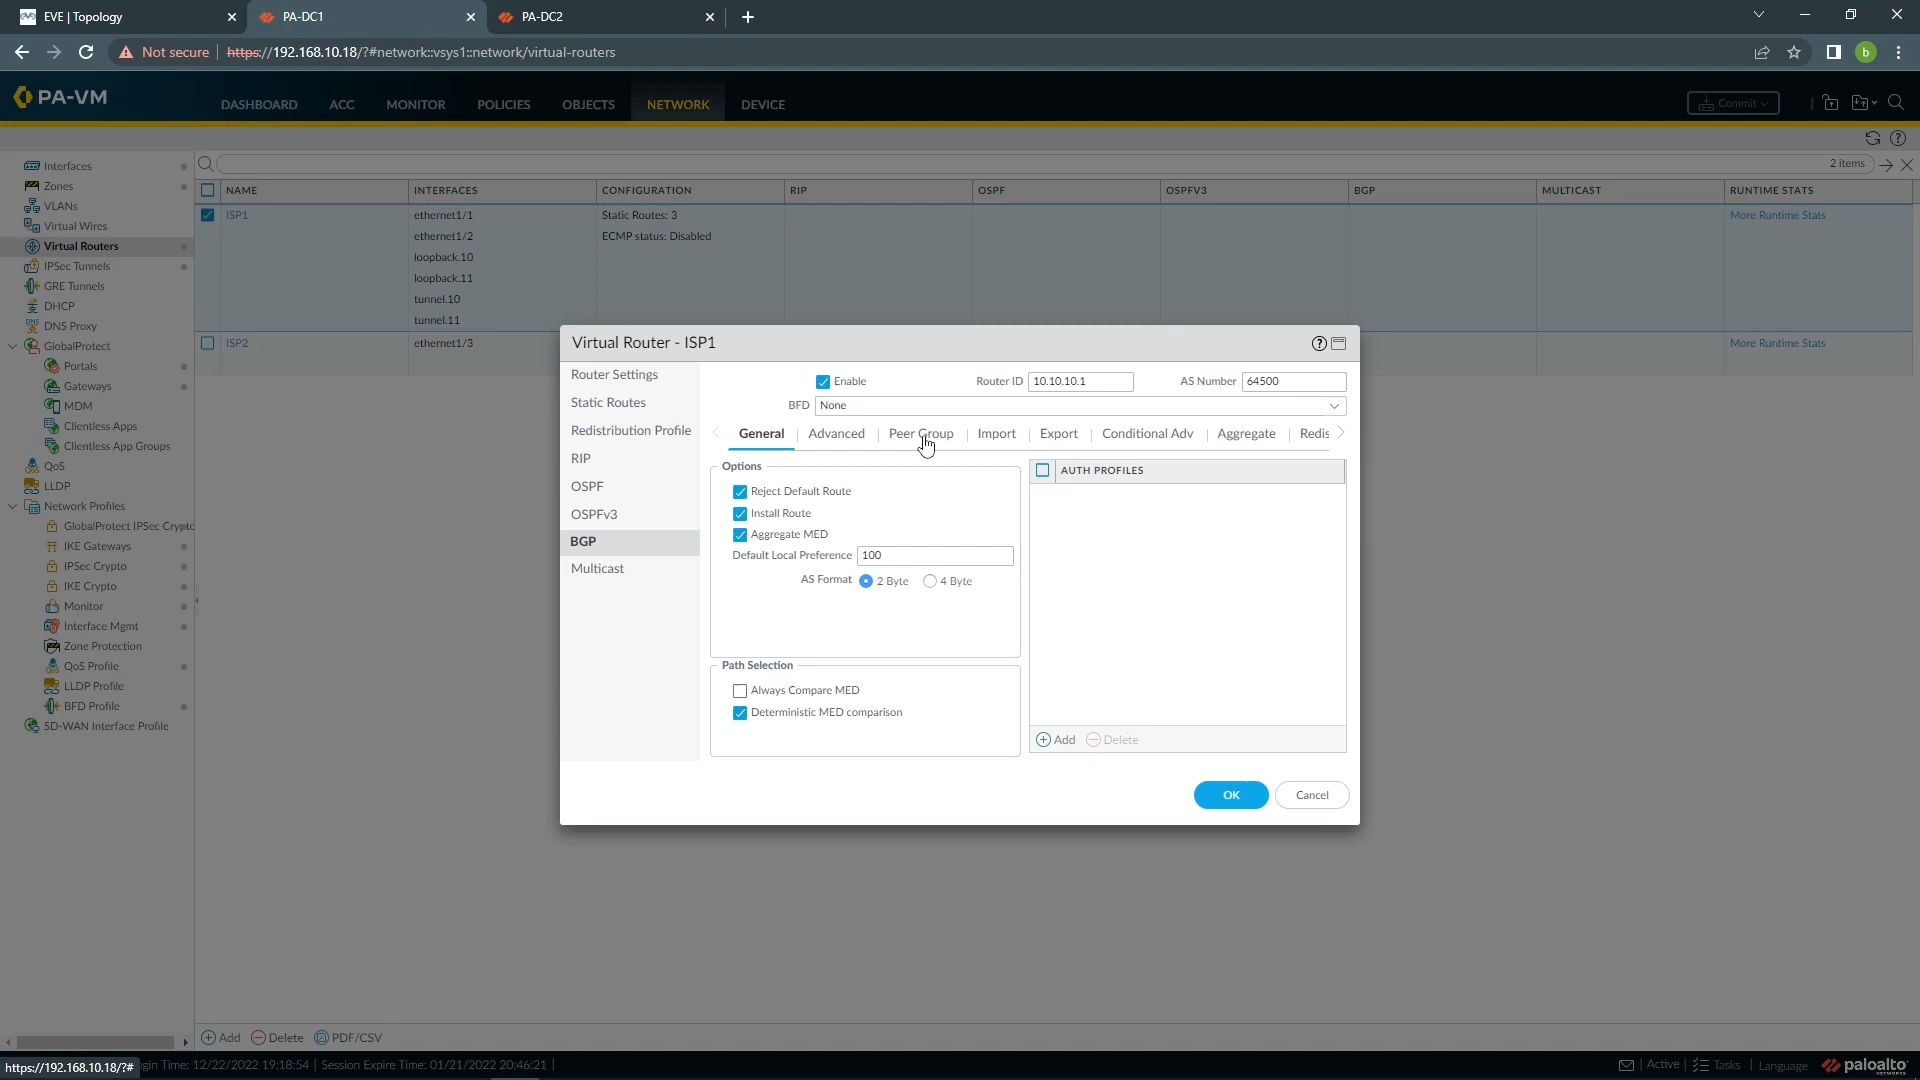 EVE | Topology
PA-DC1
PA-DC2
Not secure https://192.168.10.18/?#network::vsys1::network/virtual-routers
b
PA-VM
DASHBOARD ACC MONITOR POLICIES OBJECTS NETWORK DEVICE
Commit
2 items
Interfaces
Zones
VLANs
Virtual Wires
Virtual Routers
IPSec Tunnels
GRE Tunnels
DHCP
DNS Proxy
GlobalProtect
Portals
Gateways
MDM
Clientless Apps
Clientless App Groups
QoS
LLDP
Network Profiles
GlobalProtect IPSec Crypto
IKE Gateways
IPSec Crypto
IKE Crypto
Monitor
Interface Mgmt
Zone Protection
QoS Profile
LLDP Profile
BFD Profile
SD-WAN Interface Profile
NAME INTERFACES CONFIGURATION RIP OSPF OSPFV3 BGP MULTICAST RUNTIME STATS
ISP1 ethernet1/1 Static Routes: 3 More Runtime Stats
ethernet1/2 ECMP status: Disabled
loopback.10
loopback.11
tunnel.10
tunnel.11
ISP2 ethernet1/3 More Runtime Stats
Virtual Router - ISP1
Router Settings
Static Routes
Redistribution Profile
RIP
OSPF
OSPFv3
BGP
Multicast
Enable Router ID 10.10.10.1 AS Number 64500
BFD None
General Advanced Peer Group Import Export Conditional Adv Aggregate Redis
Options
Reject Default Route
Install Route
Aggregate MED
Default Local Preference 100
AS Format 2 Byte 4 Byte
Path Selection
Always Compare MED
Deterministic MED comparison
AUTH PROFILES
Add Delete
OK Cancel
Add Delete PDF/CSV
https://192.168.10.18/?# gin Time: 12/22/2022 19:18:54 | Session Expire Time: 01/21/2022 20:46:21
Active Tasks Language paloalto NETWORKS